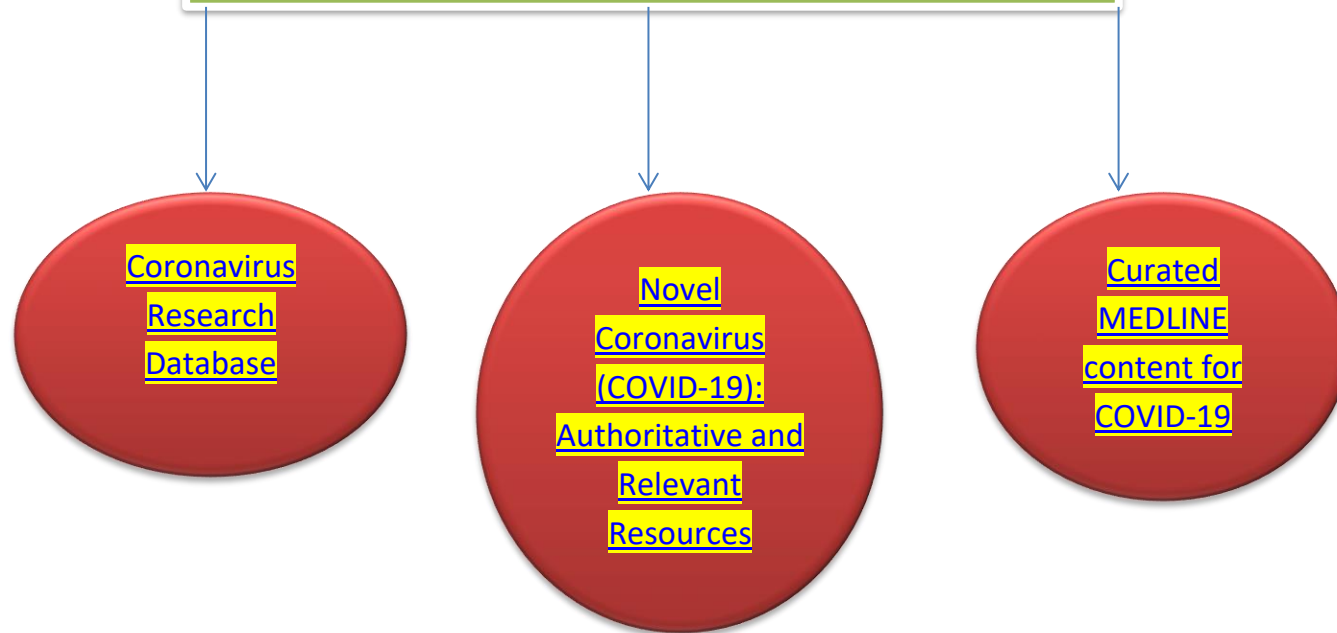 Coronavirus
Research
Database
Novel
Coronavirus
(COVID-19):
Authoritative and
Relevant
Resources
Curated
MEDLINE
content for
COVID-19